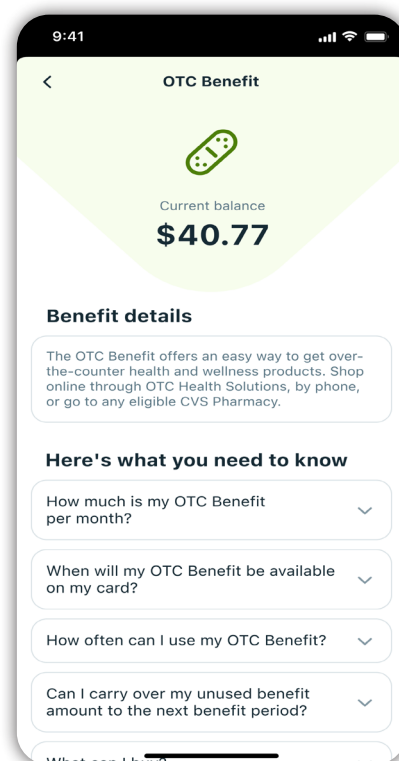 9:41
OTC Benefit
Current balance
$40.77
Benefit details
The OTC Benefit offers an easy way to get over-
the-counter health and wellness products. Shop
online through OTC Health Solutions, by phone,
or go to any eligible CVS Pharmacy.
Here's what you need to know
How much is my OTC Benefit
per month?
When will my OTC Benefit be available
on my card?
How often can I use my OTC Benefit?
Can I carry over my unused benefit
amount to the next benefit period?
What can I buy?